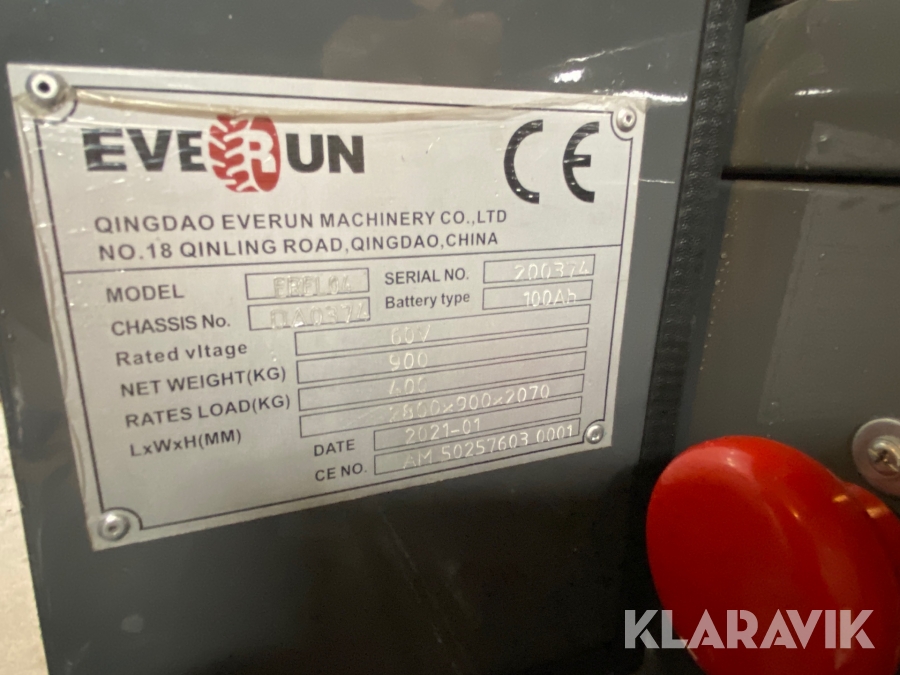 EVERUN
CE
QINGDAO EVERUN MACHINERY CO.,LTD
NO.18 QINLING ROAD,QINGDAO,CHINA
MODEL
SERIAL NO. 200374
CHASSIS No.
Battery type 100Ah
Rated vltage 60V
NET WEIGHT(KG) 900
RATES LOAD(KG) 400
LxWxH(MM) 2800x900x2070
DATE 2021-01
CE NO. AM 50257603 0001
KLARAVIK